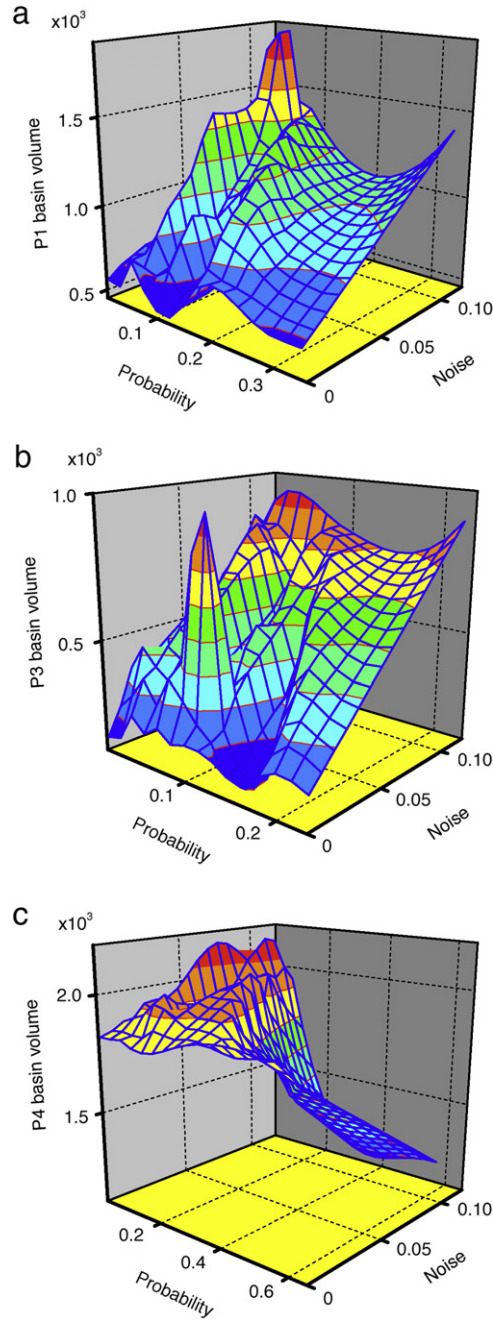 a
x10³
1.5
1.0
0.5
P1 basin volume
0.1
0.2
0.3
Probability
0
0.05
0.10
Noise
b
x10³
1.0
0.5
P3 basin volume
0.1
0.2
Probability
0
0.05
0.10
Noise
c
x10³
2.0
1.5
P4 basin volume
0.2
0.4
0.6
Probability
0
0.05
0.10
Noise